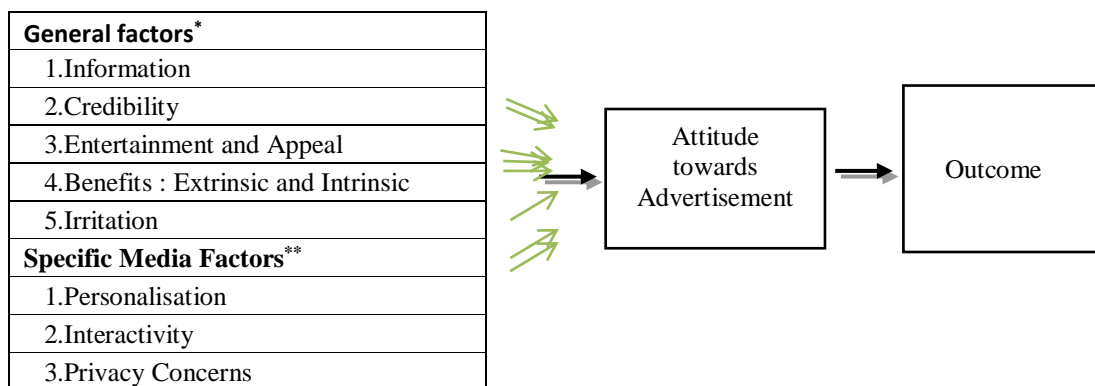 General factors*
1.Information
2.Credibility
3.Entertainment and Appeal
4.Benefits : Extrinsic and Intrinsic
5.Irritation
Specific Media Factors**
1.Personalisation
2.Interactivity
3.Privacy Concerns
Attitude
towards
Advertisement
Outcome